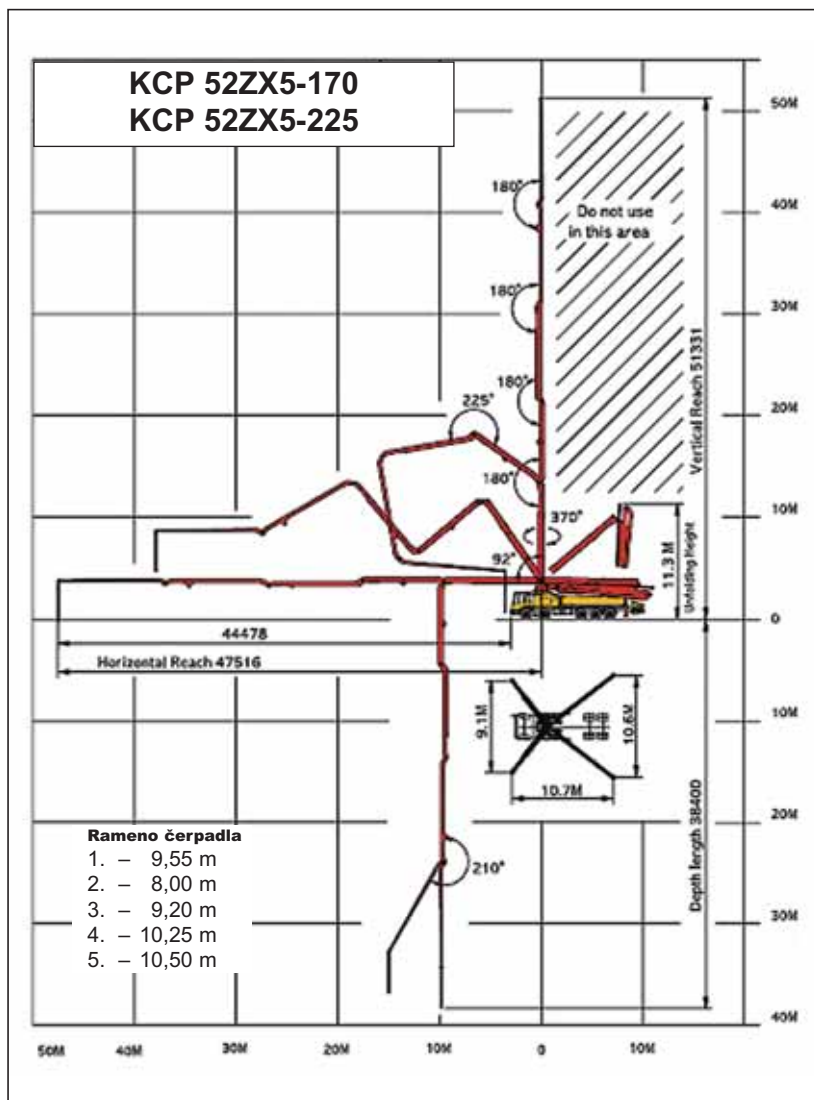 KCP 52ZX5-170
KCP 52ZX5-225
50M
180°
40M
Do not use
in this area
180°
30M
Vertical Reach 51331
180°
225°
20M
180°
370°
10M
11.3 M
Unfolding Height
92°
0
44478
Horizontal Reach 47516
9.1M
10.6M
10.7M
10M
20M
Depth length 38400
210°
30M
40M
Rameno čerpadla
1. – 9,55 m
2. – 8,00 m
3. – 9,20 m
4. – 10,25 m
5. – 10,50 m
50M 40M 30M 20M 10M 0 10M